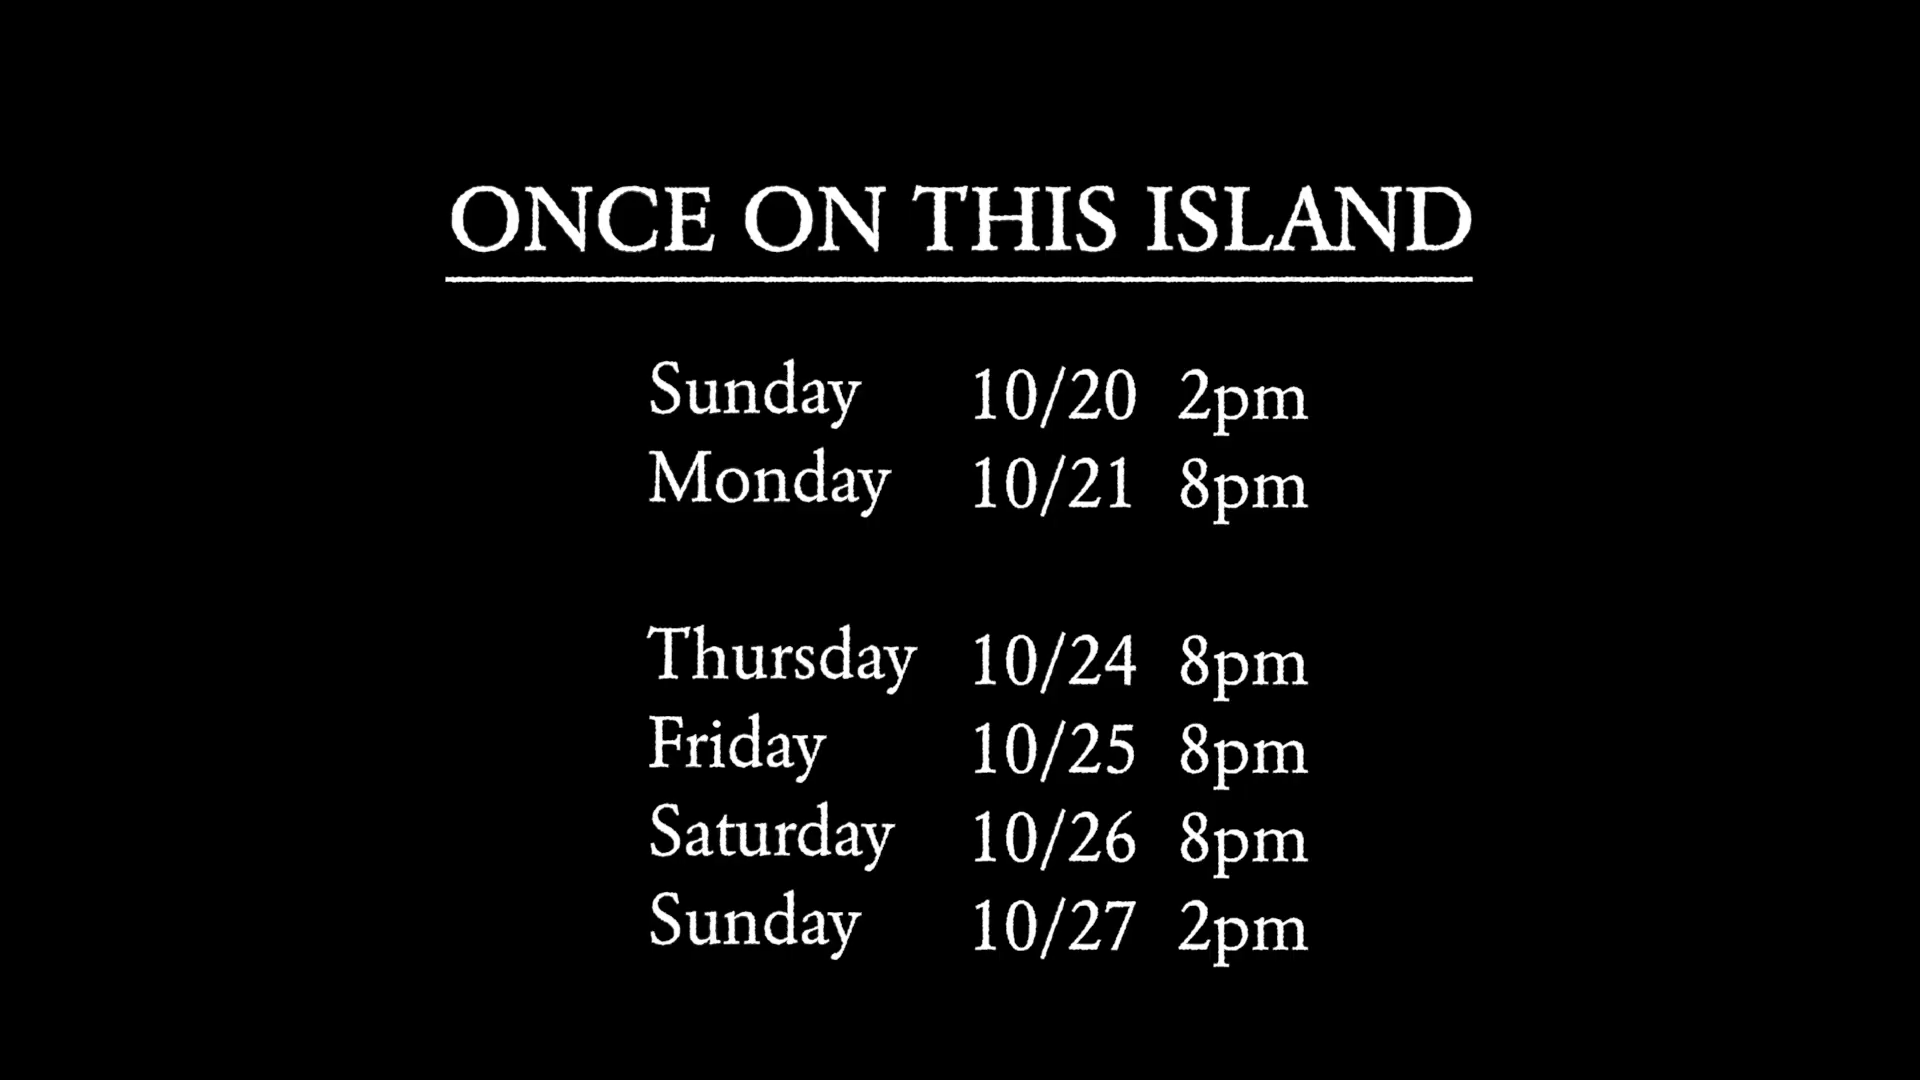 ONCE ON THIS ISLAND
Sunday 10/20 2pm
Monday 10/21 8pm
Thursday 10/24 8pm
Friday 10/25 8pm
Saturday 10/26 8pm
Sunday 10/27 2pm